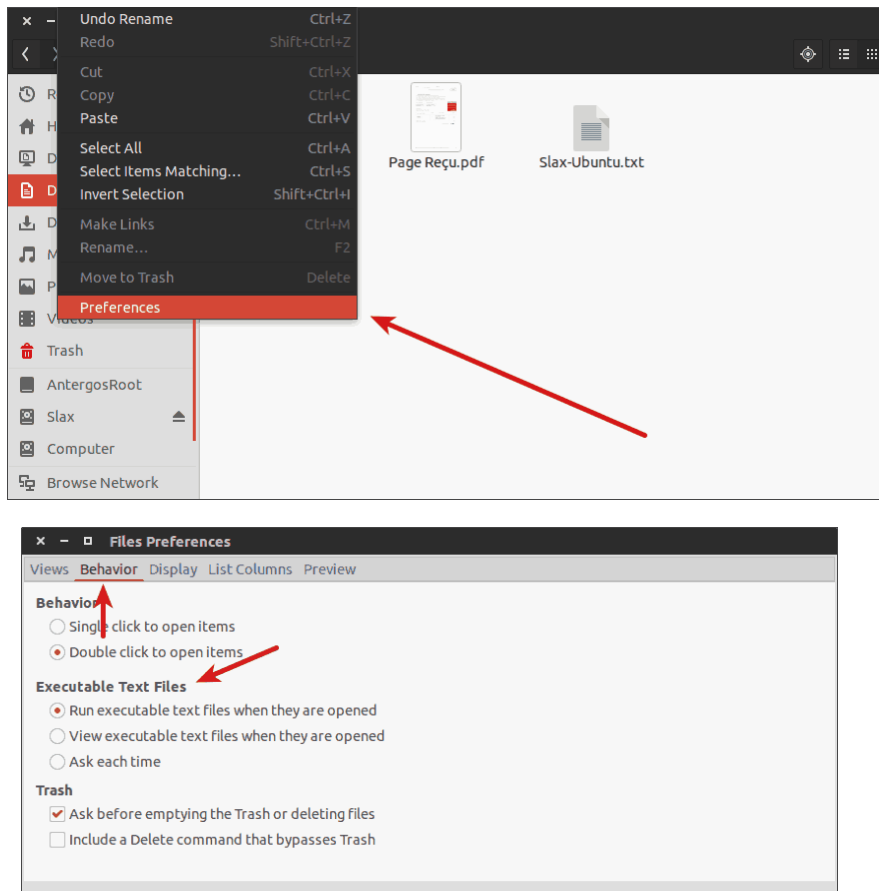 Undo Rename Ctrl+Z
Redo Shift+Ctrl+Z
Cut Ctrl+X
Copy Ctrl+C
Paste Ctrl+V
Select All Ctrl+A
Select Items Matching... Ctrl+S
Invert Selection Shift+Ctrl+I
Make Links Ctrl+M
Rename... F2
Move to Trash Delete
Preferences
Page Reçu.pdf
Slax-Ubuntu.txt
Videos
Trash
AntergosRoot
Slax
Computer
Browse Network
Files Preferences
Views Behavior Display List Columns Preview
Behavior
Single click to open items
Double click to open items
Executable Text Files
Run executable text files when they are opened
View executable text files when they are opened
Ask each time
Trash
Ask before emptying the Trash or deleting files
Include a Delete command that bypasses Trash